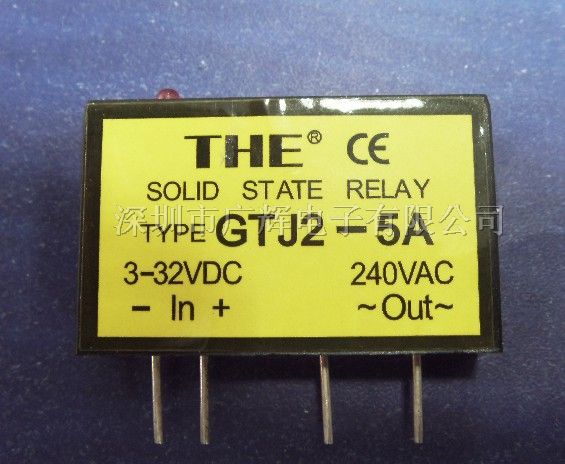 THE® CE
SOLID STATE RELAY
深圳市广辉电子有限公司
TYPE GTJ2-5A
3-32VDC 240VAC
- In + ~Out~